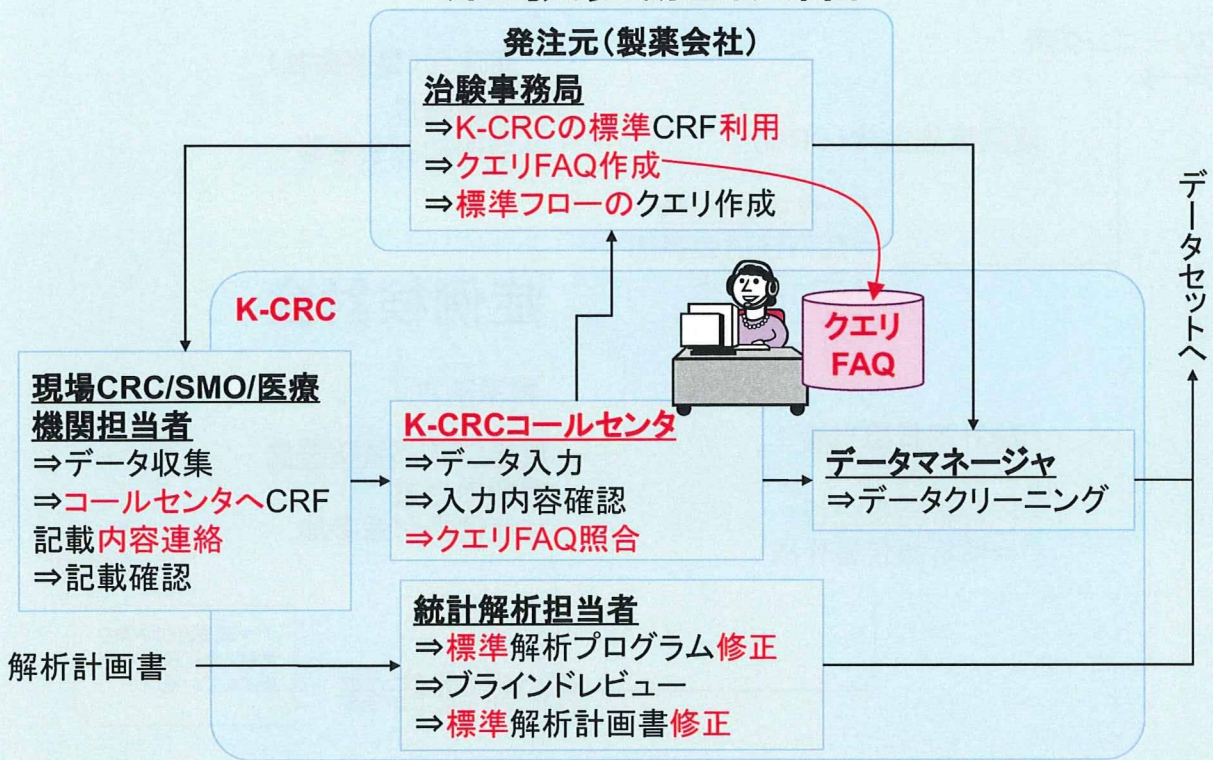 発注元(製薬会社)
治験事務局
⇒K-CRCの標準CRF利用
⇒クエリFAQ作成
⇒標準フローのクエリ作成
データセットへ
K-CRC
クエリ
FAQ
現場CRC/SMO/医療
機関担当者
⇒データ収集
⇒コールセンタへCRF
記載内容連絡
⇒記載確認
K-CRCコールセンタ
⇒データ入力
⇒入力内容確認
⇒クエリFAQ照合
データマネージャ
⇒データクリーニング
解析計画書
統計解析担当者
⇒標準解析プログラム修正
⇒ブラインドレビュー
⇒標準解析計画書修正